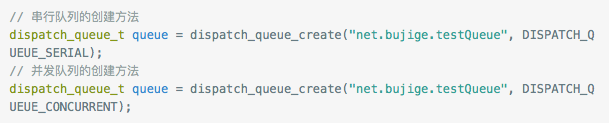 // 串行队列的创建方法
dispatch_queue_t queue = dispatch_queue_create("net.bujige.testQueue", DISPATCH_Q
UEUE_SERIAL);
// 并发队列的创建方法
dispatch_queue_t queue = dispatch_queue_create("net.bujige.testQueue", DISPATCH_Q
UEUE_CONCURRENT);